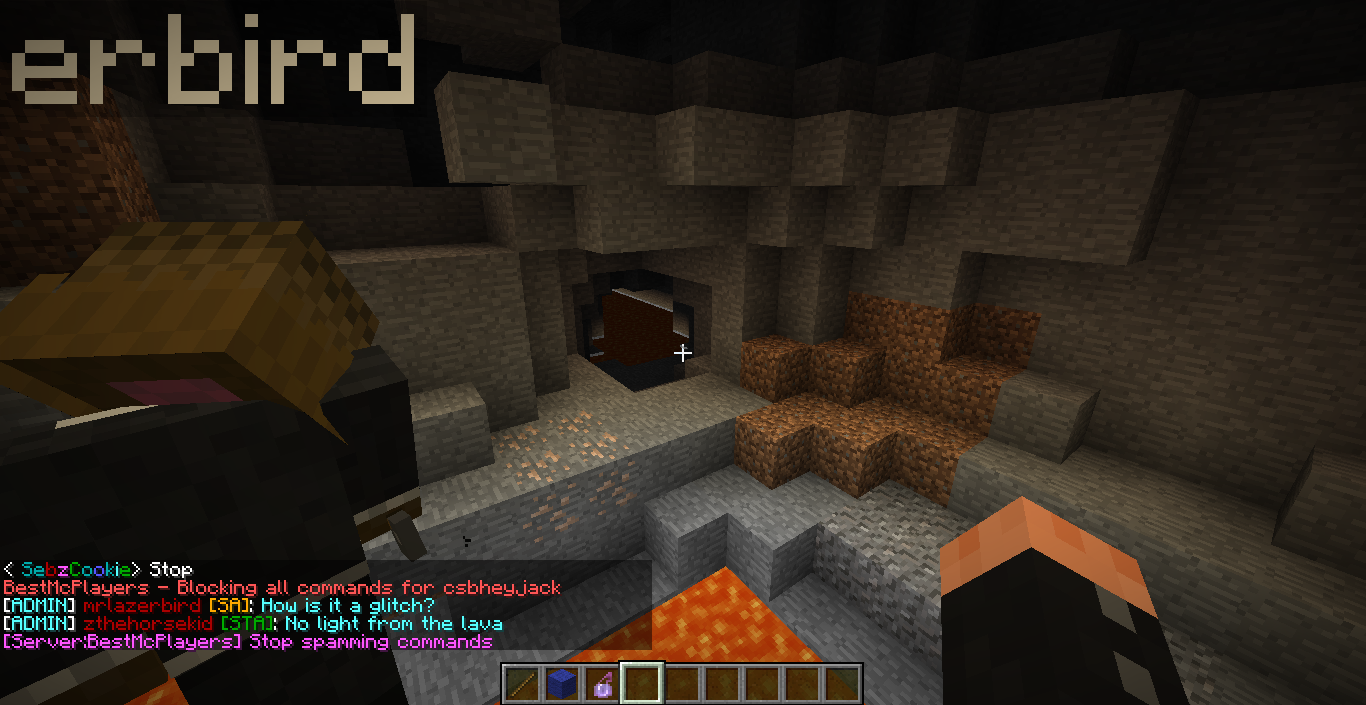 erbird
< SebzCookie> Stop
BestMcPlayers - Blocking all commands for csbheyjack
[ADMIN] mrlazerbird [SA]: How is it a glitch?
[ADMIN] zthehorsekid [STA]: No light from the lava
[Server:BestMcPlayers] Stop spamming commands